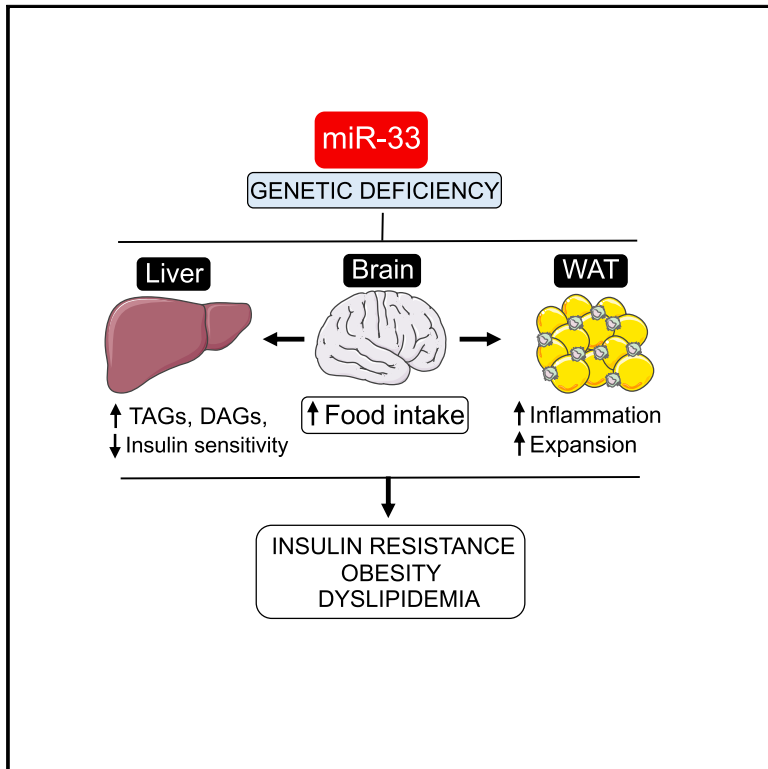 miR-33
GENETIC DEFICIENCY
Liver
Brain
WAT
↑ TAGs, DAGs,
↓ Insulin sensitivity
↑ Food intake
↑ Inflammation
↑ Expansion
INSULIN RESISTANCE
OBESITY
DYSLIPIDEMIA